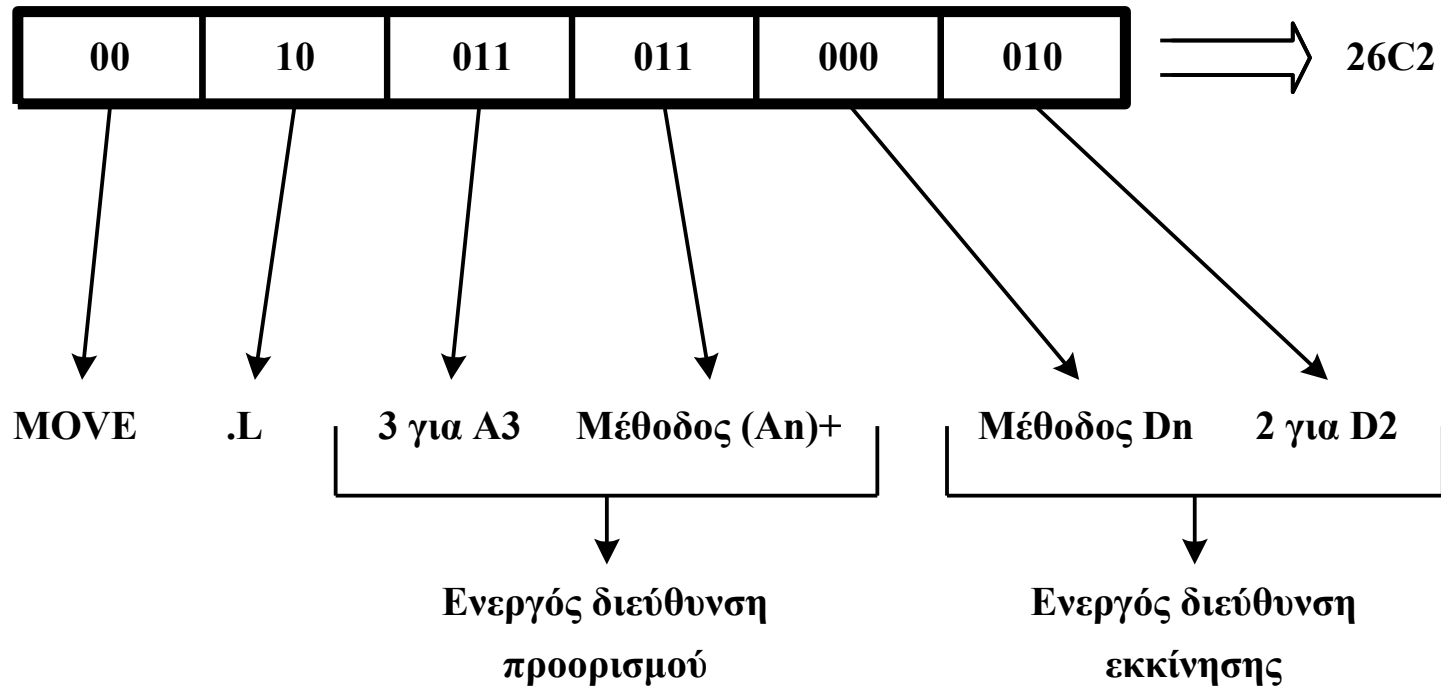 00 10 011 011 000 010 26C2
MOVE .L 3 για A3 Μέθοδος (An)+ Μέθοδος Dn 2 για D2
Ενεργός διεύθυνση
προορισμού
Ενεργός διεύθυνση
εκκίνησης